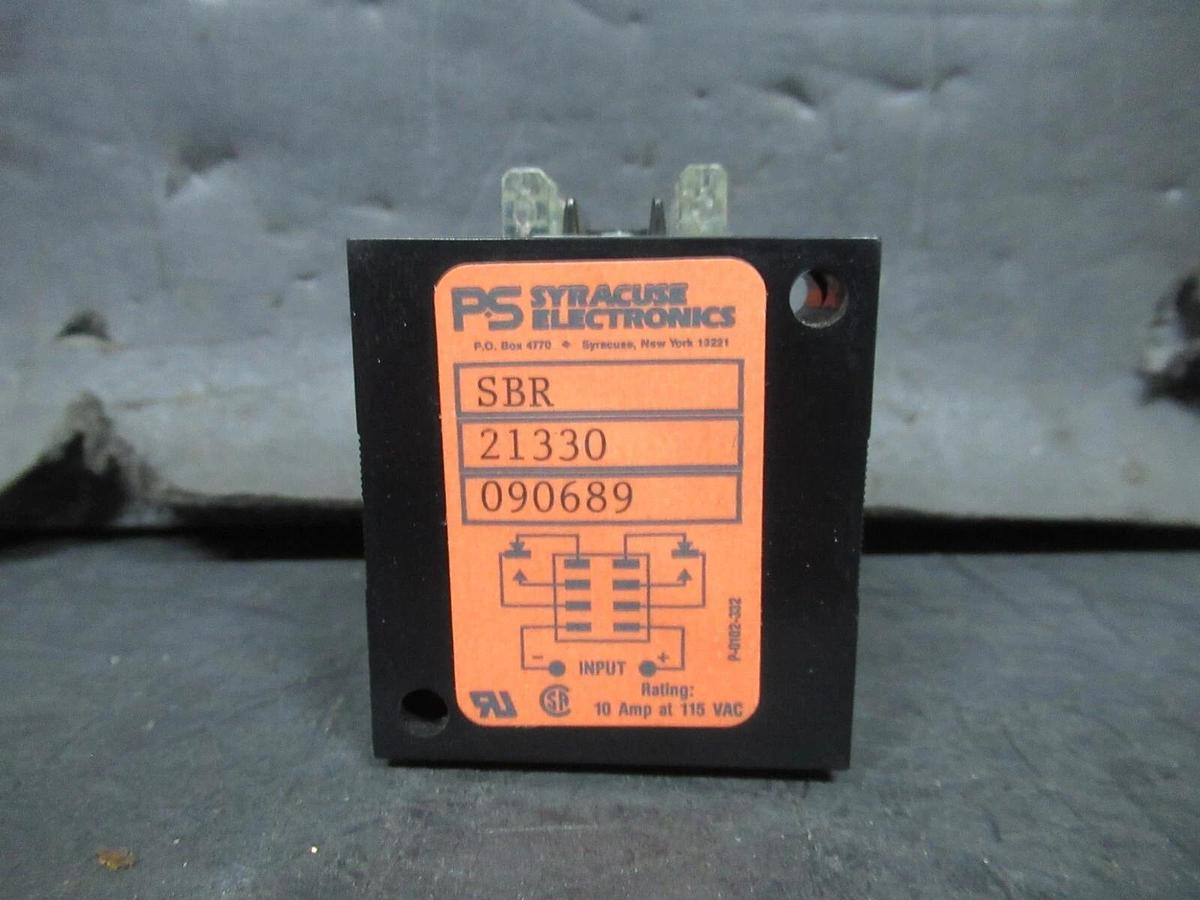 P·S SYRACUSE
ELECTRONICS
P.O. Box 4770 Syracuse, New York 13221
SBR
21330
090689
- INPUT +
P-0102-332
Rating:
10 Amp at 115 VAC